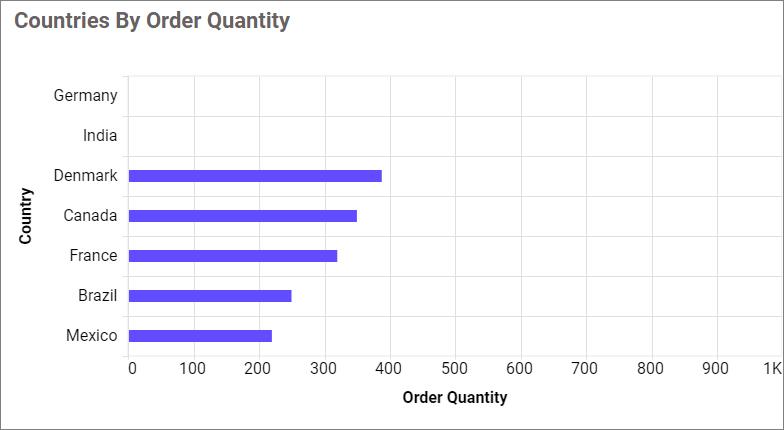 Countries By Order Quantity
Germany
India
Denmark
Canada
France
Brazil
Mexico
Country
0 100 200 300 400 500 600 700 800 900 1K
Order Quantity